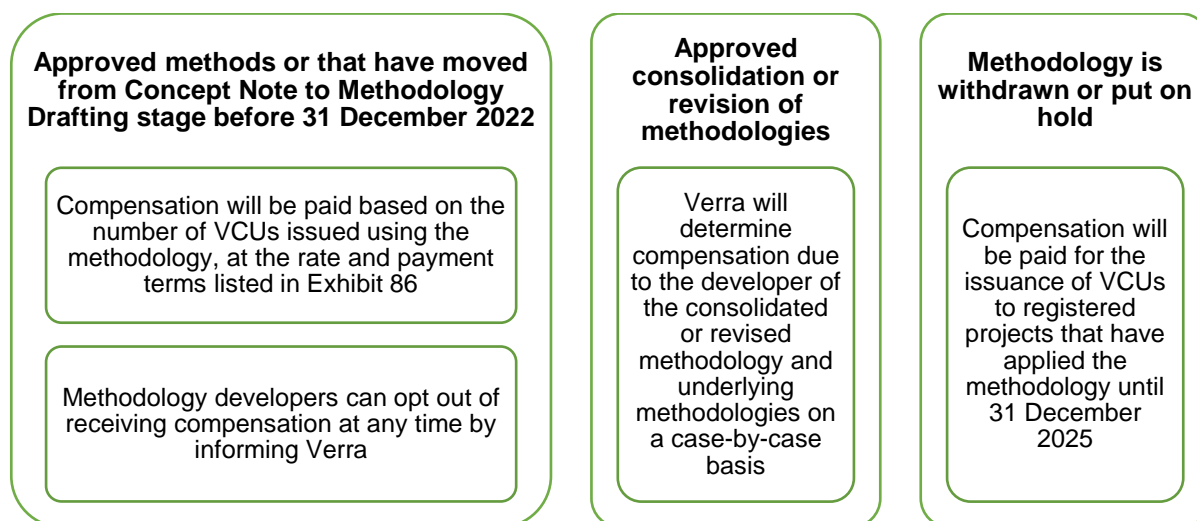 Approved methods or that have moved
from Concept Note to Methodology
Drafting stage before 31 December 2022
Compensation will be paid based on the
number of VCUs issued using the
methodology, at the rate and payment
terms listed in Exhibit 86
Methodology developers can opt out of
receiving compensation at any time by
informing Verra
Approved
consolidation or
revision of
methodologies
Verra will
determine
compensation due
to the developer of
the consolidated
or revised
methodology and
underlying
methodologies on
a case-by-case
basis
Methodology is
withdrawn or put on
hold
Compensation will
be paid for the
issuance of VCUs
to registered
projects that have
applied the
methodology until
31 December
2025